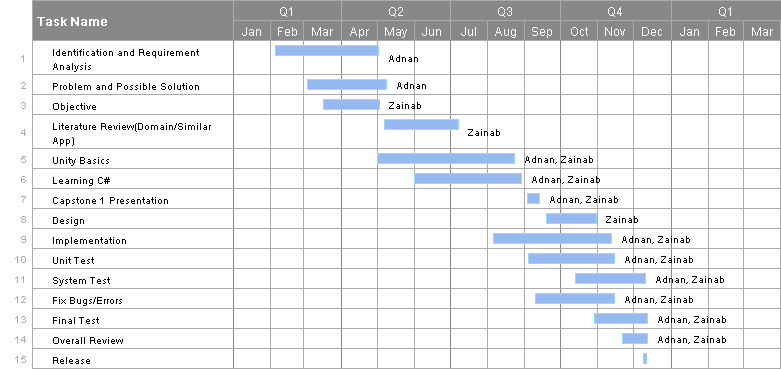 Task Name
Q1 Q2 Q3 Q4 Q1
Jan Feb Mar Apr May Jun Jul Aug Sep Oct Nov Dec Jan Feb Mar
1 Identification and Requirement
Analysis Adnan
2 Problem and Possible Solution Adnan
3 Objective Zainab
4 Literature Review(Domain/Similar
App) Zainab
5 Unity Basics Adnan, Zainab
6 Learning C# Adnan, Zainab
7 Capstone 1 Presentation Adnan, Zainab
8 Design Zainab
9 Implementation Adnan, Zainab
10 Unit Test Adnan, Zainab
11 System Test Adnan, Zainab
12 Fix Bugs/Errors Adnan, Zainab
13 Final Test Adnan, Zainab
14 Overall Review Adnan, Zainab
15 Release